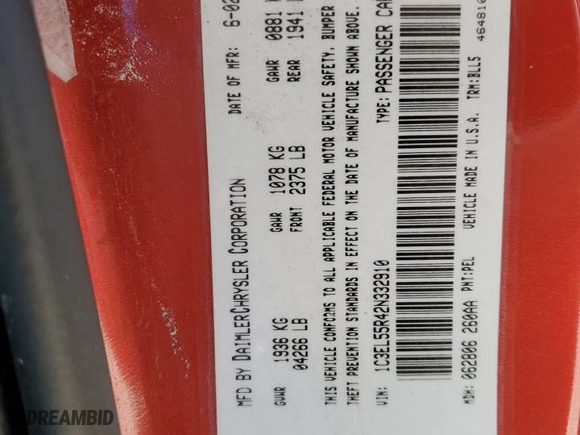 MFD BY DAIMLERCHRYSLER CORPORATION DATE OF MFR: 6-02
GVWR GAWR GAWR
1936 KG 1078 KG 0881
04266 LB FRONT 2375 LB REAR 1941
THIS VEHICLE CONFORMS TO ALL APPLICABLE FEDERAL MOTOR VEHICLE SAFETY, BUMPER
THEFT PREVENTION STANDARDS IN EFFECT ON THE DATE OF MANUFACTURE SHOWN ABOVE.
VIN: 1C3EL55R42N332910 TYPE: PASSENGER CAR
MDH: 062806 260AA PNT:PEL VEHICLE MADE IN U.S.A. TRM:BLL5
DREAMBID